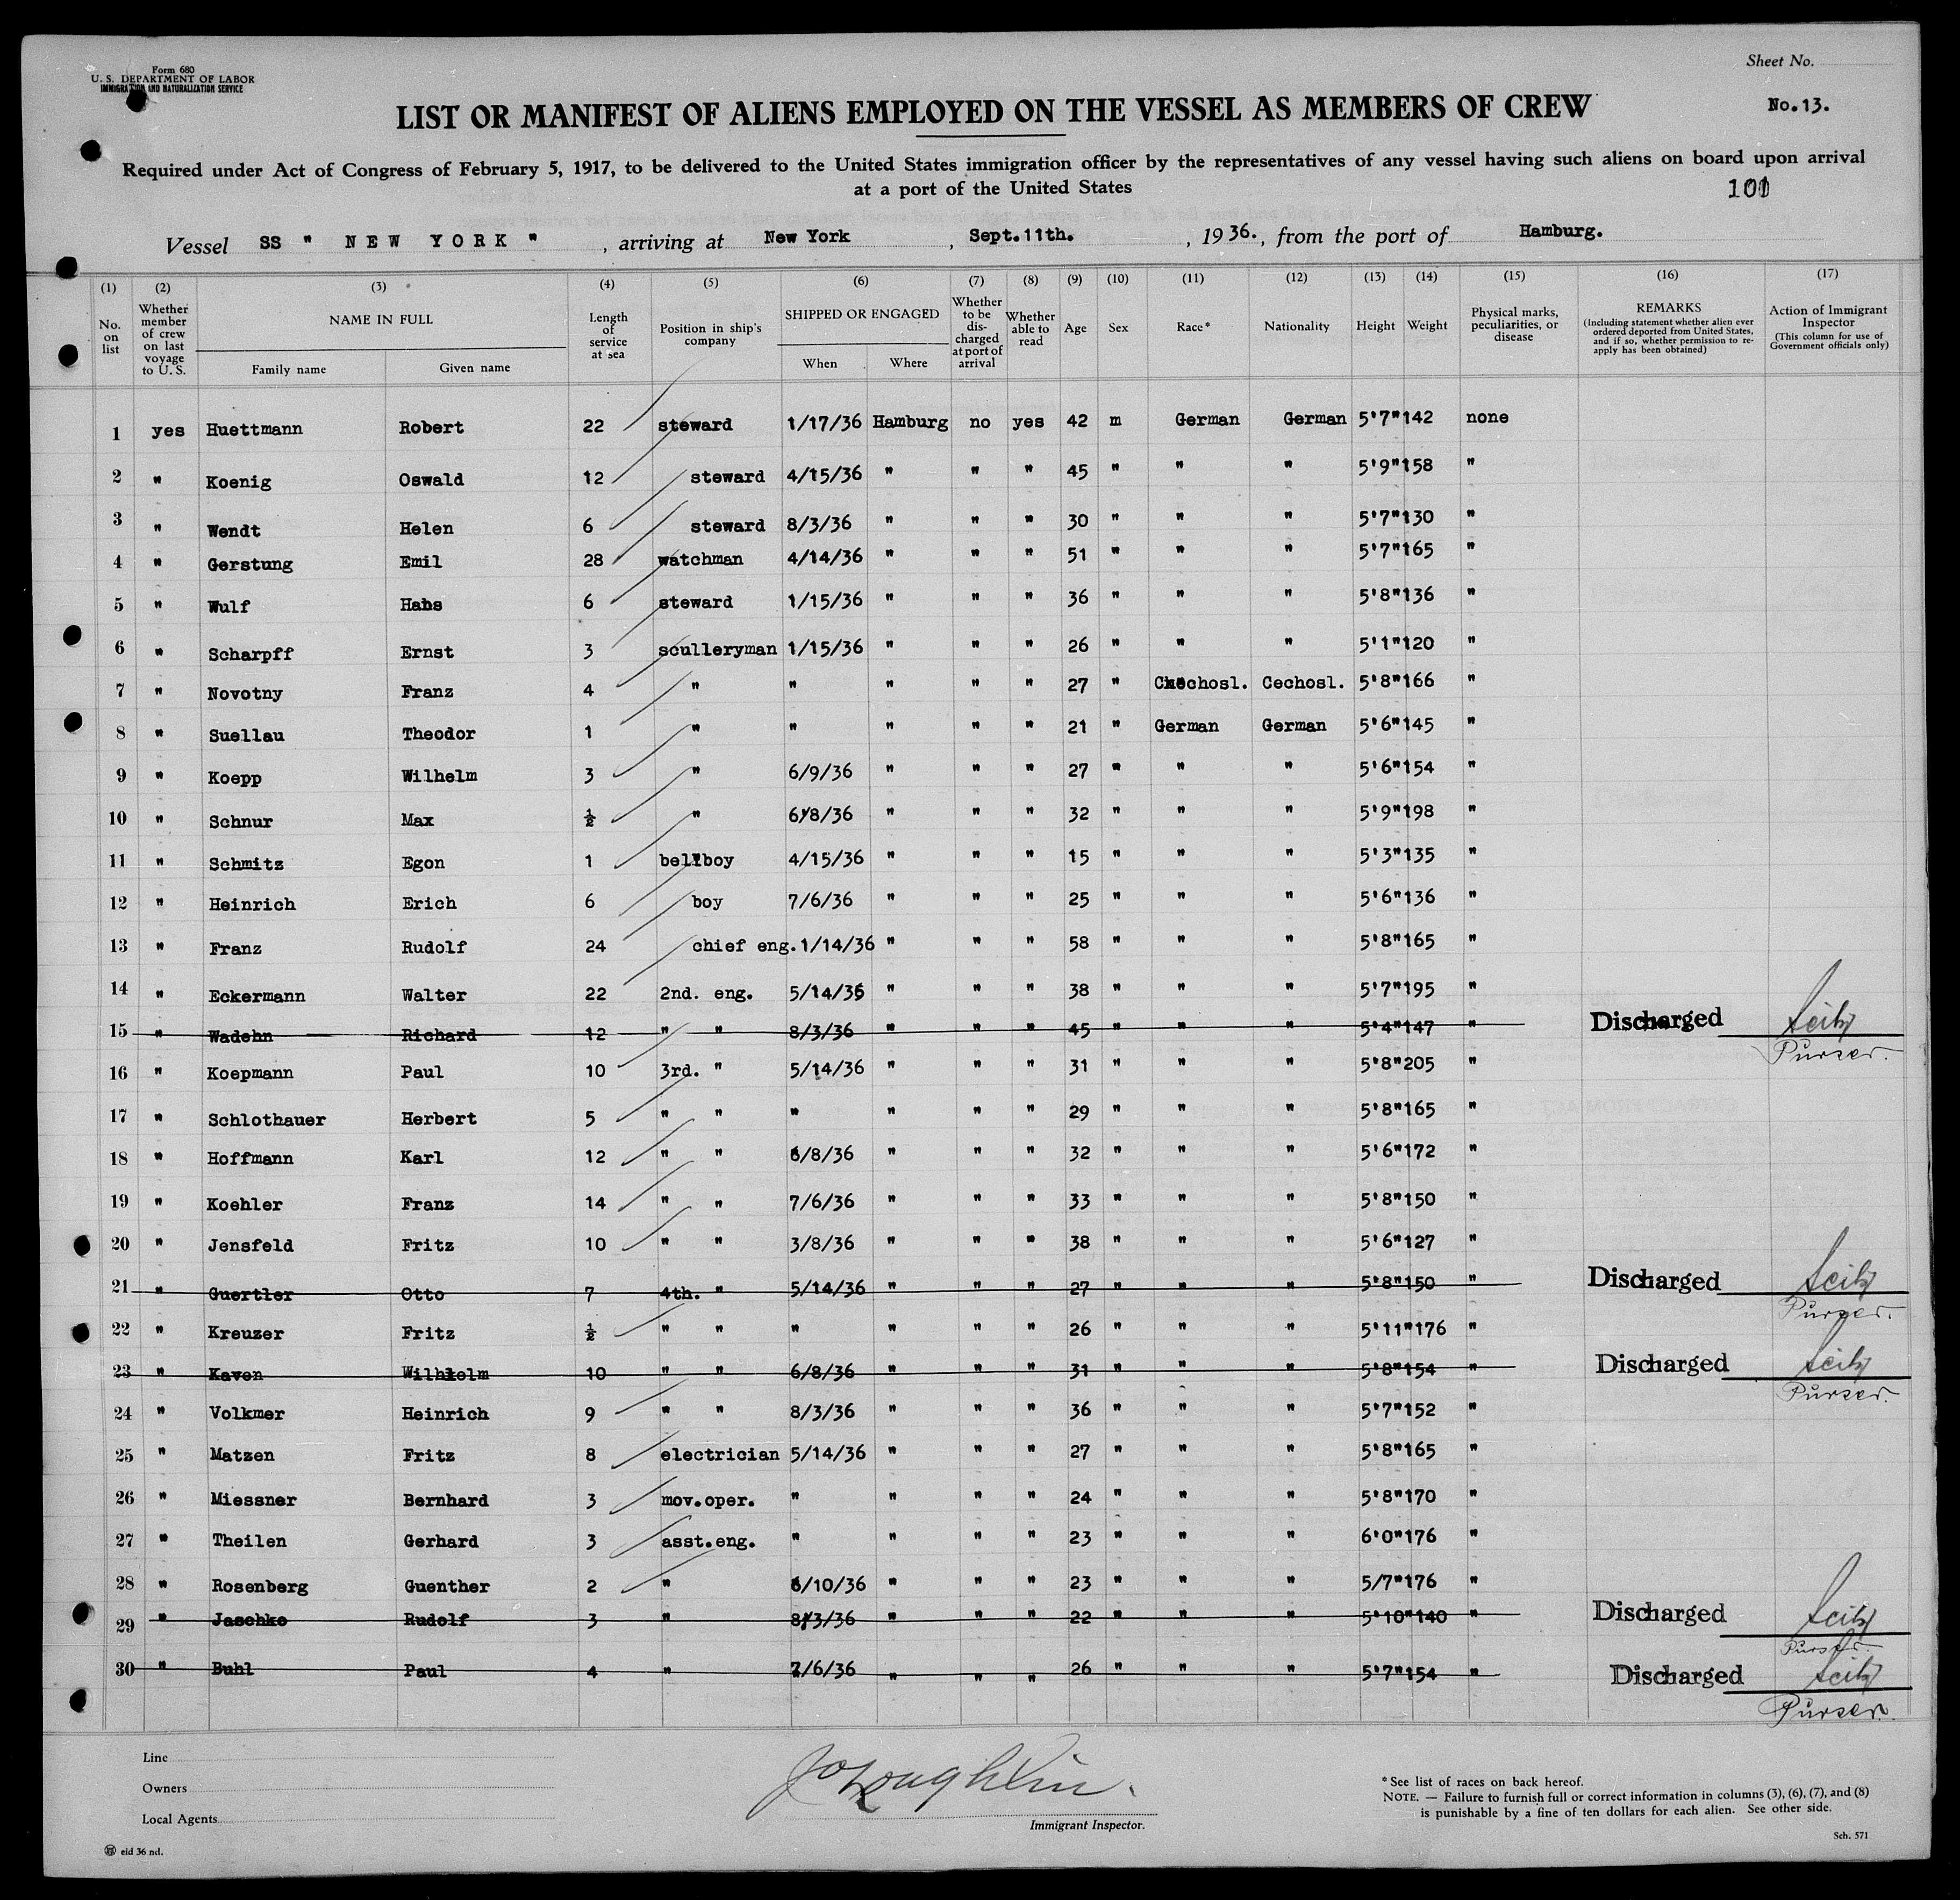 Form 680
U. S. DEPARTMENT OF LABOR
IMMIGRATION AND NATURALIZATION SERVICE
Sheet No.
LIST OR MANIFEST OF ALIENS EMPLOYED ON THE VESSEL AS MEMBERS OF CREW
No.13.
Required under Act of Congress of February 5, 1917, to be delivered to the United States immigration officer by the representatives of any vessel having such aliens on board upon arrival
at a port of the United States
101
Vessel SS " NEW YORK " , arriving at New York , Sept.11th. , 1936., from the port of Hamburg.
(1) (2) (3) (4) (5) (6) (7) (8) (9) (10) (11) (12) (13) (14) (15) (16) (17)
No. on list
Whether member of crew on last voyage to U. S.
NAME IN FULL
Family name Given name
Length of service at sea
Position in ship's company
SHIPPED OR ENGAGED
When Where
Whether to be discharged at port of arrival
Whether able to read
Age
Sex
Race*
Nationality
Height
Weight
Physical marks, peculiarities, or disease
REMARKS
(Including statement whether alien ever ordered deported from United States, and if so, whether permission to re-apply has been obtained)
Action of Immigrant Inspector
(This column for use of Government officials only)
1 yes Huettmann Robert 22 steward 1/17/36 Hamburg no yes 42 m German German 5'7" 142 none
2 " Koenig Oswald 12 steward 4/15/36 " " " 45 " " " 5'9" 158 "
3 " Wendt Helen 6 steward 8/3/36 " " " 30 " " " 5'7" 130 "
4 " Gerstung Emil 28 watchman 4/14/36 " " " 51 " " " 5'7" 165 "
5 " Wulf Hans 6 steward 1/15/36 " " " 36 " " " 5'8" 136 "
6 " Scharpff Ernst 3 sculleryman 1/15/36 " " " 26 " " " 5'1" 120 "
7 " Novotny Franz 4 " " " " " 27 " Cechosl. Cechosl. 5'8" 166 "
8 " Suellau Theodor 1 " " " " " 21 " German German 5'6" 145 "
9 " Koepp Wilhelm 3 " 6/9/36 " " " 27 " " " 5'6" 154 "
10 " Schnur Max ½ " 6/8/36 " " " 32 " " " 5'9" 198 "
11 " Schmitz Egon 1 bellboy 4/15/36 " " " 15 " " " 5'3" 135 "
12 " Heinrich Erich 6 boy 7/6/36 " " " 25 " " " 5'6" 136 "
13 " Franz Rudolf 24 chief eng. 1/14/36 " " " 58 " " " 5'8" 165 "
14 " Eckermann Walter 22 2nd. eng. 5/14/36 " " " 38 " " " 5'7" 195 "
15 " Wadehn Richard 12 " " 8/3/36 " " " 45 " " " 5'4" 147 " Discharged Seitz Purser.
16 " Koepmann Paul 10 3rd. " 5/14/36 " " " 31 " " " 5'8" 205 "
17 " Schlothauer Herbert 5 " " " " " " 29 " " " 5'8" 165 "
18 " Hoffmann Karl 12 " " 6/8/36 " " " 32 " " " 5'6" 172 "
19 " Koehler Franz 14 " " 7/6/36 " " " 33 " " " 5'8" 150 "
20 " Jensfeld Fritz 10 " " 3/8/36 " " " 38 " " " 5'6" 127 "
21 " Guertler Otto 7 4th. " 5/14/36 " " " 27 " " " 5'8" 150 " Discharged Seitz Purser.
22 " Kreuzer Fritz ½ " " " " " " 26 " " " 5'11" 176 "
23 " Kaven Wilhelm 10 " " 6/8/36 " " " 31 " " " 5'8" 154 " Discharged Seitz Purser.
24 " Volkmer Heinrich 9 " " 8/3/36 " " " 36 " " " 5'7" 152 "
25 " Matzen Fritz 8 electrician 5/14/36 " " " 27 " " " 5'8" 165 "
26 " Miessner Bernhard 3 mov.oper. " " " " 24 " " " 5'8" 170 "
27 " Theilen Gerhard 3 asst.eng. " " " " 23 " " " 6'0" 176 "
28 " Rosenberg Guenther 2 " 6/10/36 " " " 23 " " " 5/7" 176 "
29 " Jaschke Rudolf 3 " 8/3/36 " " " 22 " " " 5'10" 140 " Discharged Seitz Purser.
30 " Buhl Paul 4 " 7/6/36 " " " 26 " " " 5'7" 154 " Discharged Seitz Purser.
Line
Owners
Local Agents
eid 36 nd.
Immigrant Inspector.
*See list of races on back hereof.
NOTE. — Failure to furnish full or correct information in columns (3), (6), (7), and (8)
is punishable by a fine of ten dollars for each alien. See other side.
Sch. 571